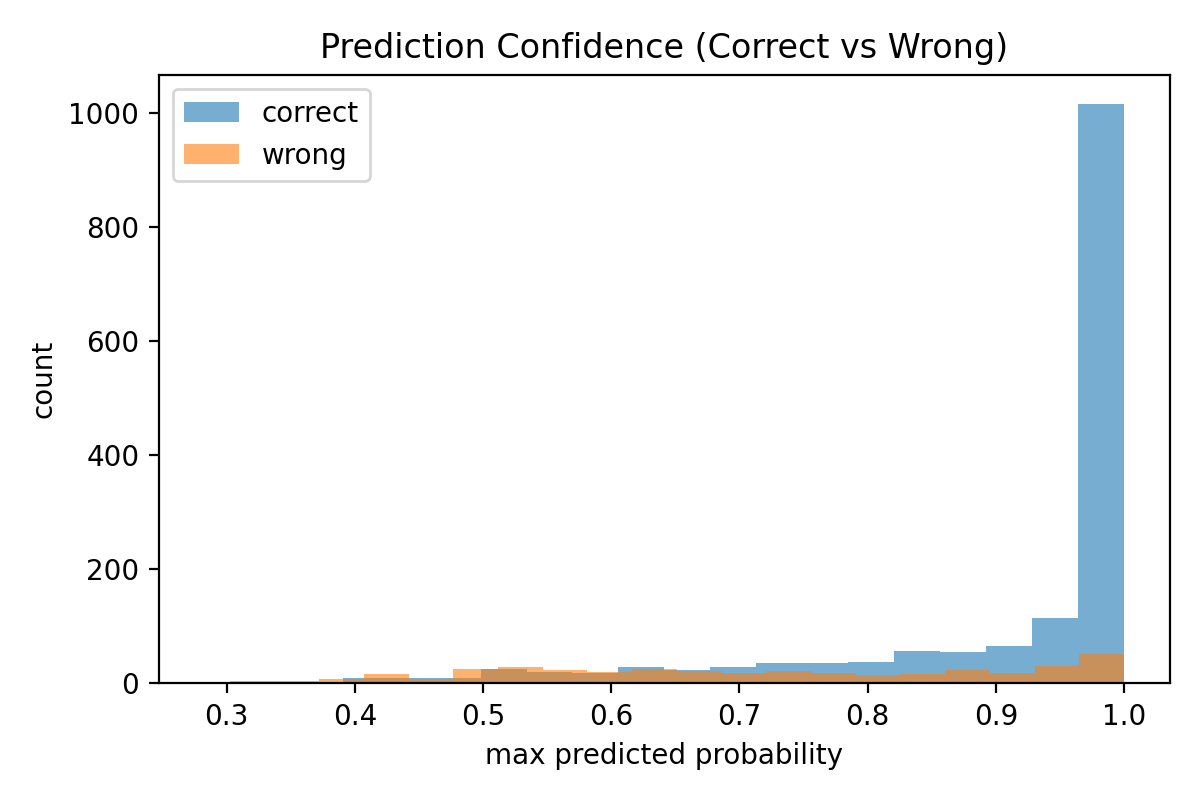 Prediction Confidence (Correct vs Wrong)
correct
wrong
1000
800
600
400
200
0
count
0.3 0.4 0.5 0.6 0.7 0.8 0.9 1.0
max predicted probability